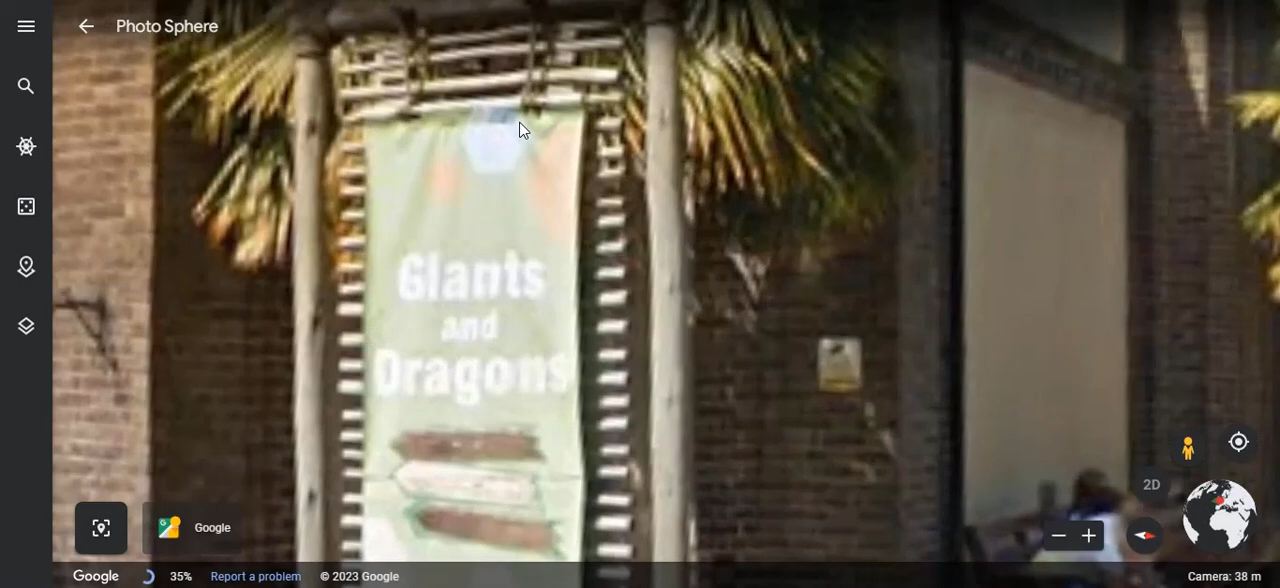 Photo Sphere
Giants
and
Dragons
2D
Google
Google
35%
Report a problem
© 2023 Google
Camera: 38 m